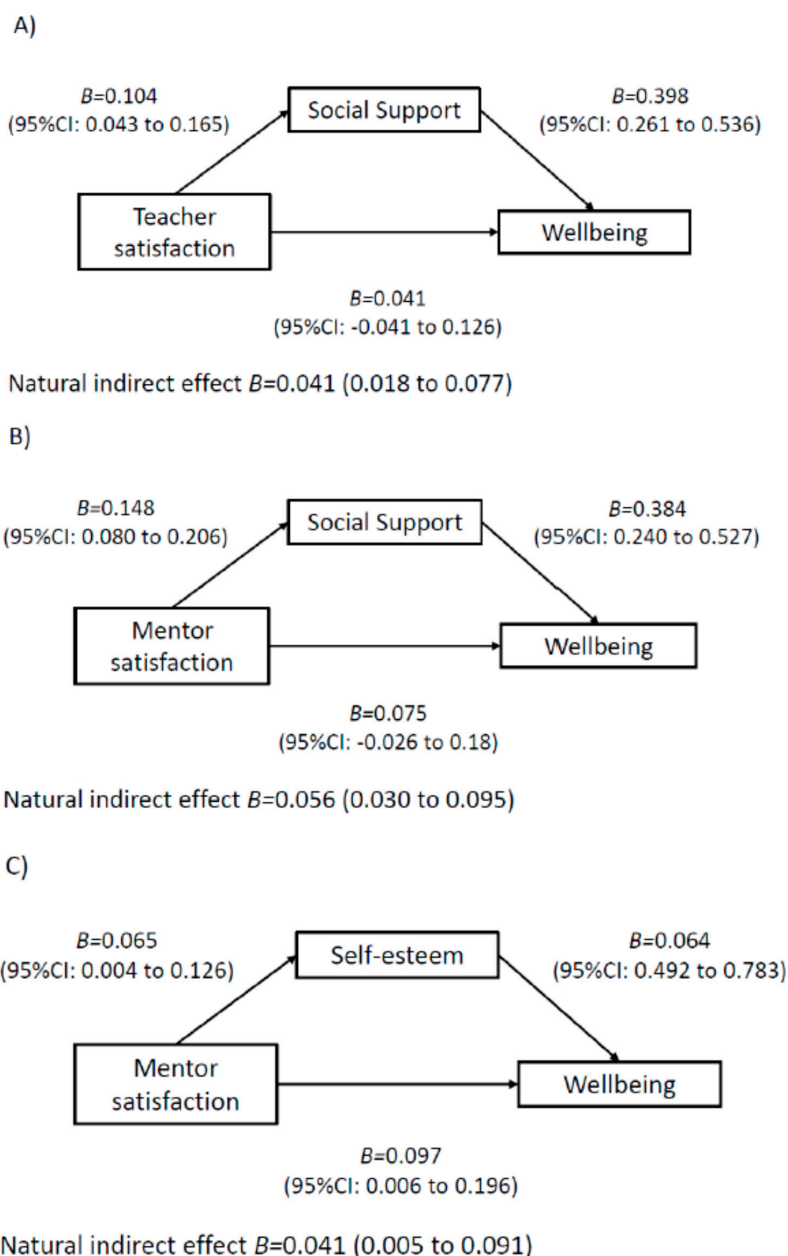 A)
B=0.104
(95%CI: 0.043 to 0.165)
Social Support
B=0.398
(95%CI: 0.261 to 0.536)
Teacher
satisfaction
Wellbeing
B=0.041
(95%CI: -0.041 to 0.126)
Natural indirect effect B=0.041 (0.018 to 0.077)
B)
B=0.148
(95%CI: 0.080 to 0.206)
Social Support
B=0.384
(95%CI: 0.240 to 0.527)
Mentor
satisfaction
Wellbeing
B=0.075
(95%CI: -0.026 to 0.18)
Natural indirect effect B=0.056 (0.030 to 0.095)
C)
B=0.065
(95%CI: 0.004 to 0.126)
Self-esteem
B=0.064
(95%CI: 0.492 to 0.783)
Mentor
satisfaction
Wellbeing
B=0.097
(95%CI: 0.006 to 0.196)
Natural indirect effect B=0.041 (0.005 to 0.091)